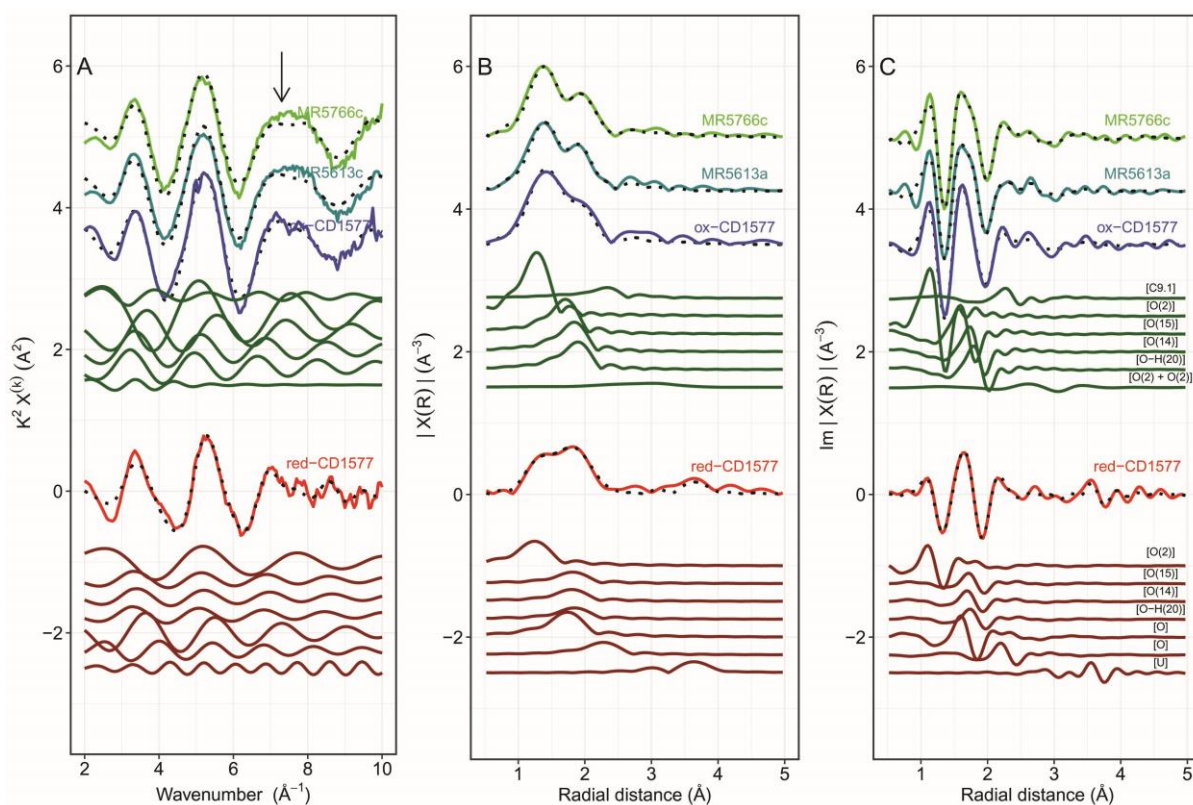 A
MR5766c
MR5613c
ox-CD1577
red-CD1577
6
4
2
0
−2
K² X⁽ᵏ⁾ (A²)
2
4
6
8
10
Wavenumber (Å⁻¹)
B
MR5766c
MR5613a
ox−CD1577
red−CD1577
6
4
2
0
−2
| X(R) | (A⁻³)
1
2
3
4
5
Radial distance (Å)
C
MR5766c
MR5613a
ox−CD1577
[C9.1]
[O(2)]
[O(15)]
[O(14)]
[O−H(20)]
[O(2) + O(2)]
red−CD1577
[O(2)]
[O(15)]
[O(14)]
[O−H(20)]
[O]
[O]
[U]
6
4
2
0
−2
Im | X(R) | (A⁻³)
1
2
3
4
5
Radial distance (Å)